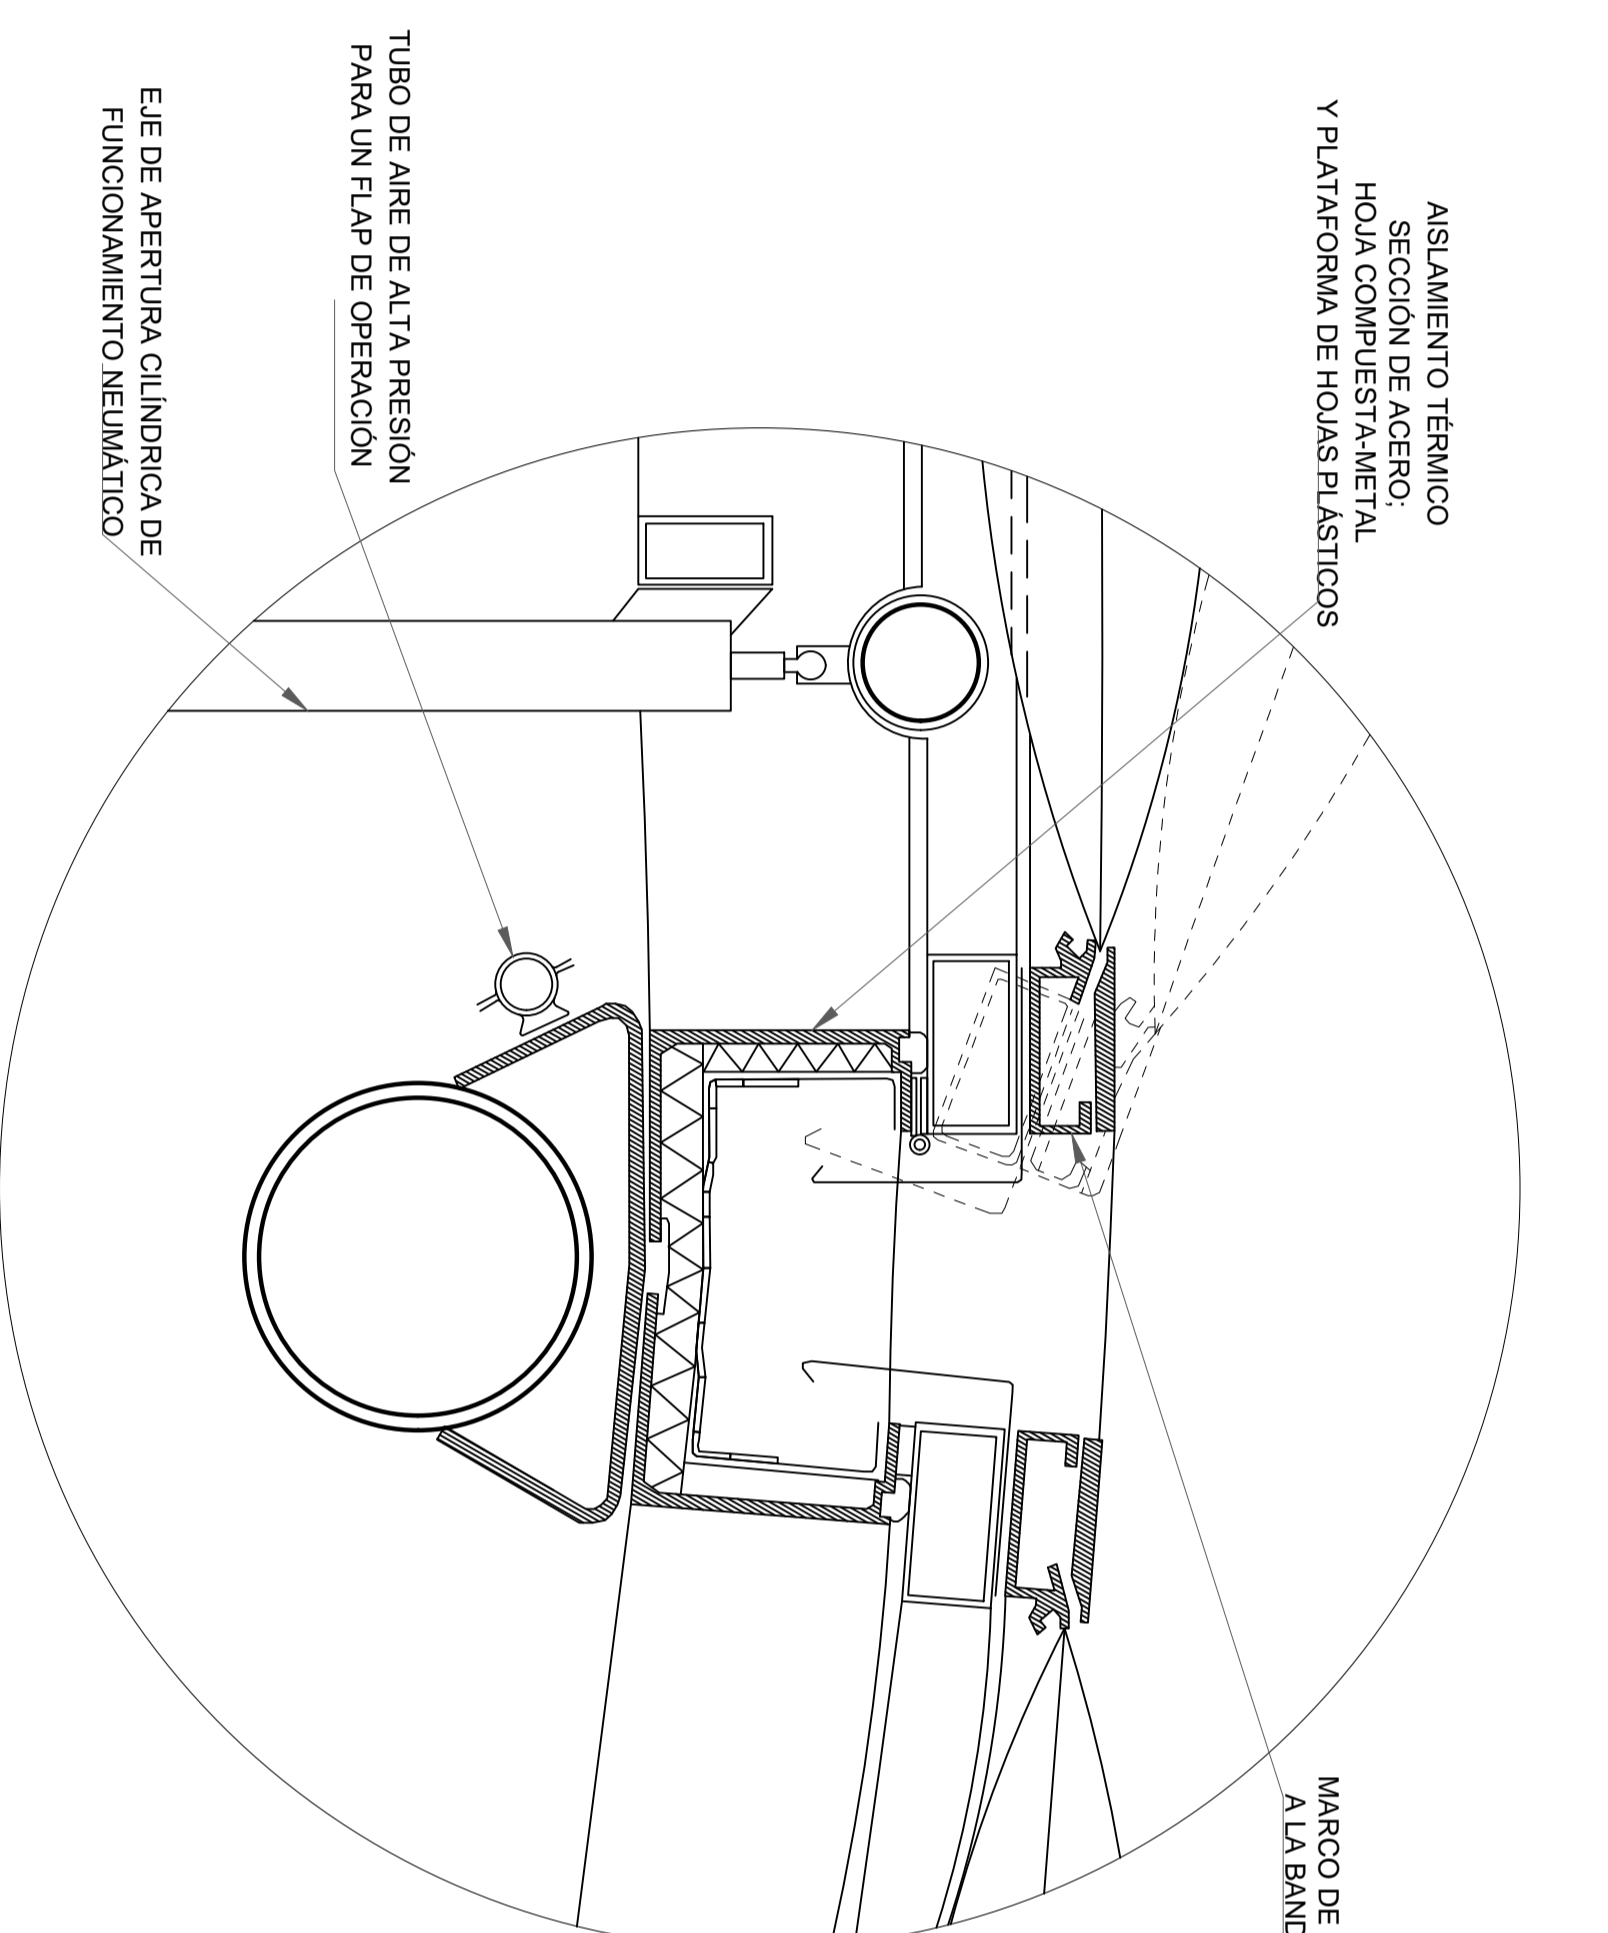 AISLAMIENTO TÉRMICO
SECCIÓN DE ACERO;
HOJA COMPUESTA-METAL
Y PLATAFORMA DE HOJAS PLÁSTICOS
TUBO DE AIRE DE ALTA PRESIÓN
PARA UN FLAP DE OPERACIÓN
EJE DE APERTURA CILÍNDRICA DE
FUNCIONAMIENTO NEUMÁTICO
MARCO DE
A LA BAND